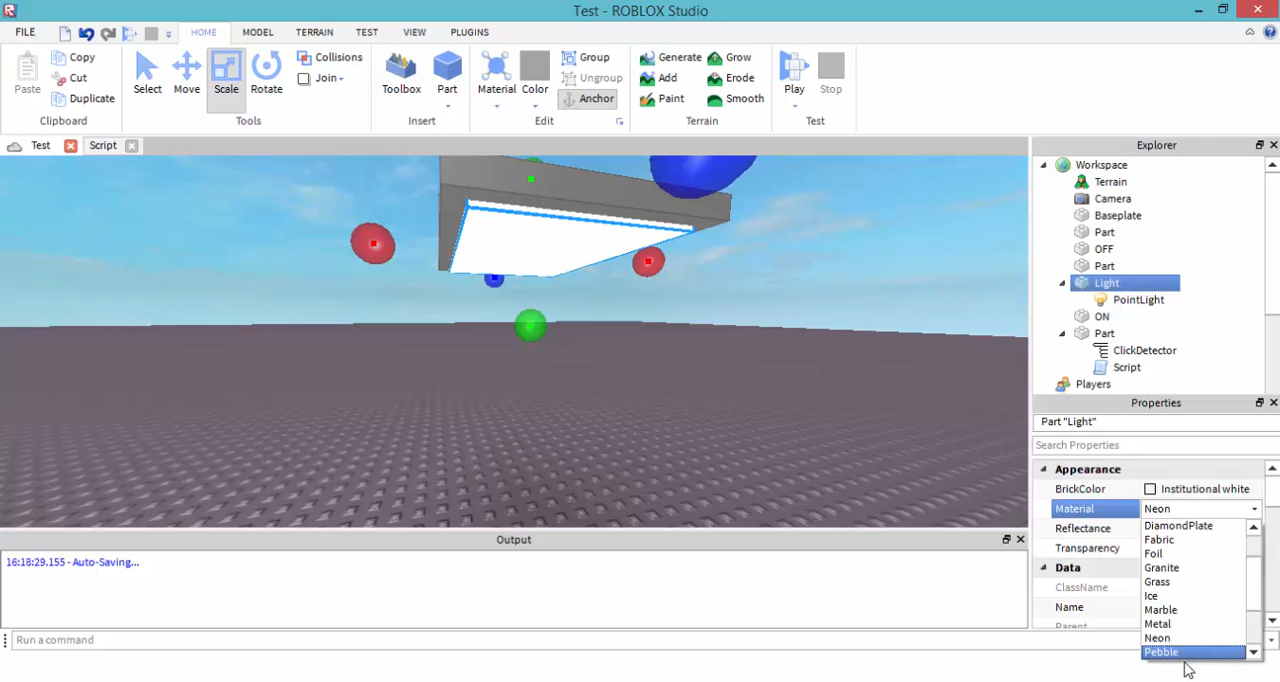 Test - ROBLOX Studio
FILE HOME MODEL TERRAIN TEST VIEW PLUGINS
Paste
Copy
Cut
Duplicate
Clipboard
Select Move Scale Rotate
Collisions
Join
Tools
Toolbox Part
Insert
Material Color
Group
Ungroup
Anchor
Edit
Generate Grow
Add Erode
Paint Smooth
Terrain
Play Stop
Test
Test Script
Explorer
Workspace
Terrain
Camera
Baseplate
Part
OFF
Part
Light
PointLight
ON
Part
ClickDetector
Script
Players
Properties
Part "Light"
Search Properties
Appearance
BrickColor Institutional white
Material Neon
Reflectance
Transparency
Data
ClassName
Name
Parent
DiamondPlate
Fabric
Foil
Granite
Grass
Ice
Marble
Metal
Neon
Pebble
Output
16:18:29.155 - Auto-Saving...
Run a command